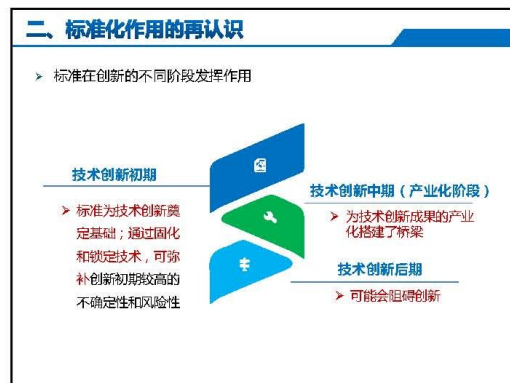 二、标准化作用的再认识
标准在创新的不同阶段发挥作用
技术创新初期
标准为技术创新奠
定基础；通过固化
和锁定技术，可弥
补创新初期较高的
不确定性和风险性
技术创新中期（产业化阶段）
为技术创新成果的产业
化搭建了桥梁
技术创新后期
可能会阻碍创新